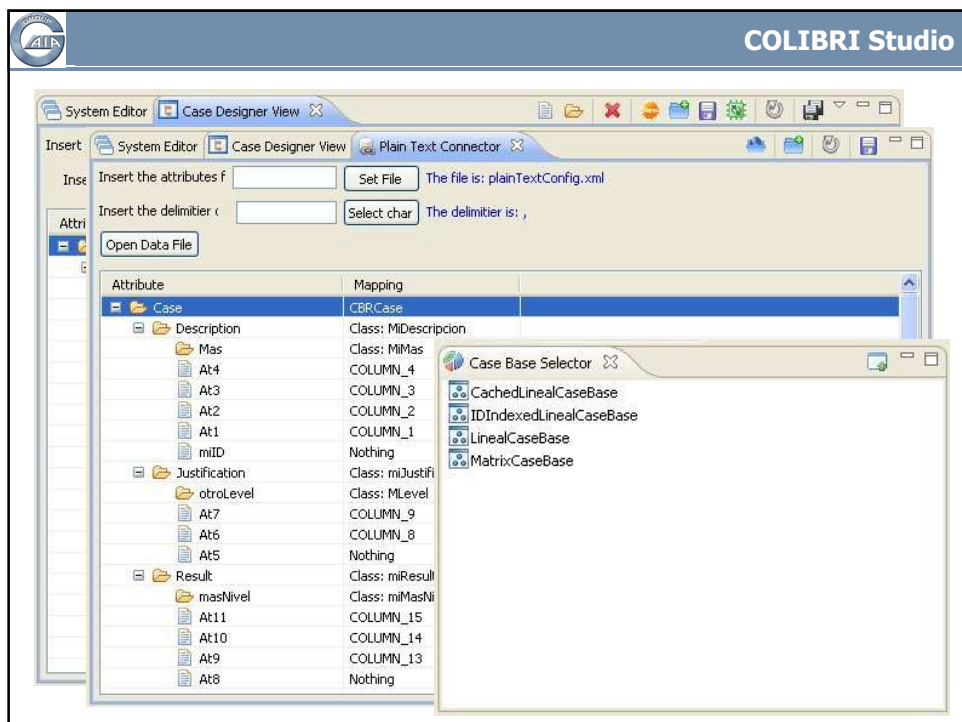 GROUP
GAIA
COLIBRI Studio
System Editor Case Designer View
Insert
Inse
Attri
System Editor Case Designer View Plain Text Connector
Insert the attributes f Set File The file is: plainTextConfig.xml
Insert the delimitier Select char The delimitier is: ,
Open Data File
Attribute Mapping
Case CBRCase
Description Class: MiDescripcion
Mas Class: MiMas
At4 COLUMN_4
At3 COLUMN_3
At2 COLUMN_2
At1 COLUMN_1
miID Nothing
Justification Class: miJustifi
otroLevel Class: MLevel
At7 COLUMN_9
At6 COLUMN_8
At5 Nothing
Result Class: miResult
masNivel Class: miMasNi
At11 COLUMN_15
At10 COLUMN_14
At9 COLUMN_13
At8 Nothing
Case Base Selector
CachedLinealCaseBase
IDIndexedLinealCaseBase
LinealCaseBase
MatrixCaseBase